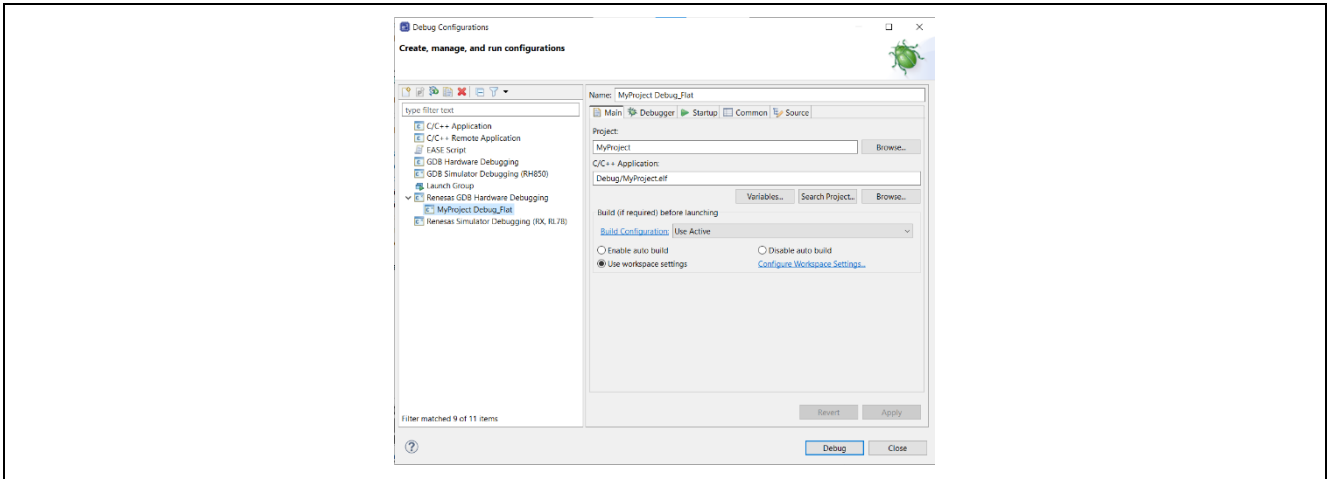 Debug Configurations
Create, manage, and run configurations
type filter text
C/C++ Application
C/C++ Remote Application
EASE Script
GDB Hardware Debugging
GDB Simulator Debugging (RH850)
Launch Group
Renesas GDB Hardware Debugging
MyProject Debug_Flat
Renesas Simulator Debugging (RX, RL78)
Filter matched 9 of 11 items
Name: MyProject Debug_Flat
Main Debugger Startup Common Source
Project:
MyProject Browse...
C/C++ Application:
Debug/MyProject.elf
Variables... Search Project... Browse...
Build (if required) before launching
Build Configuration: Use Active
Enable auto build Disable auto build
Use workspace settings Configure Workspace Settings...
Revert Apply
? Debug Close